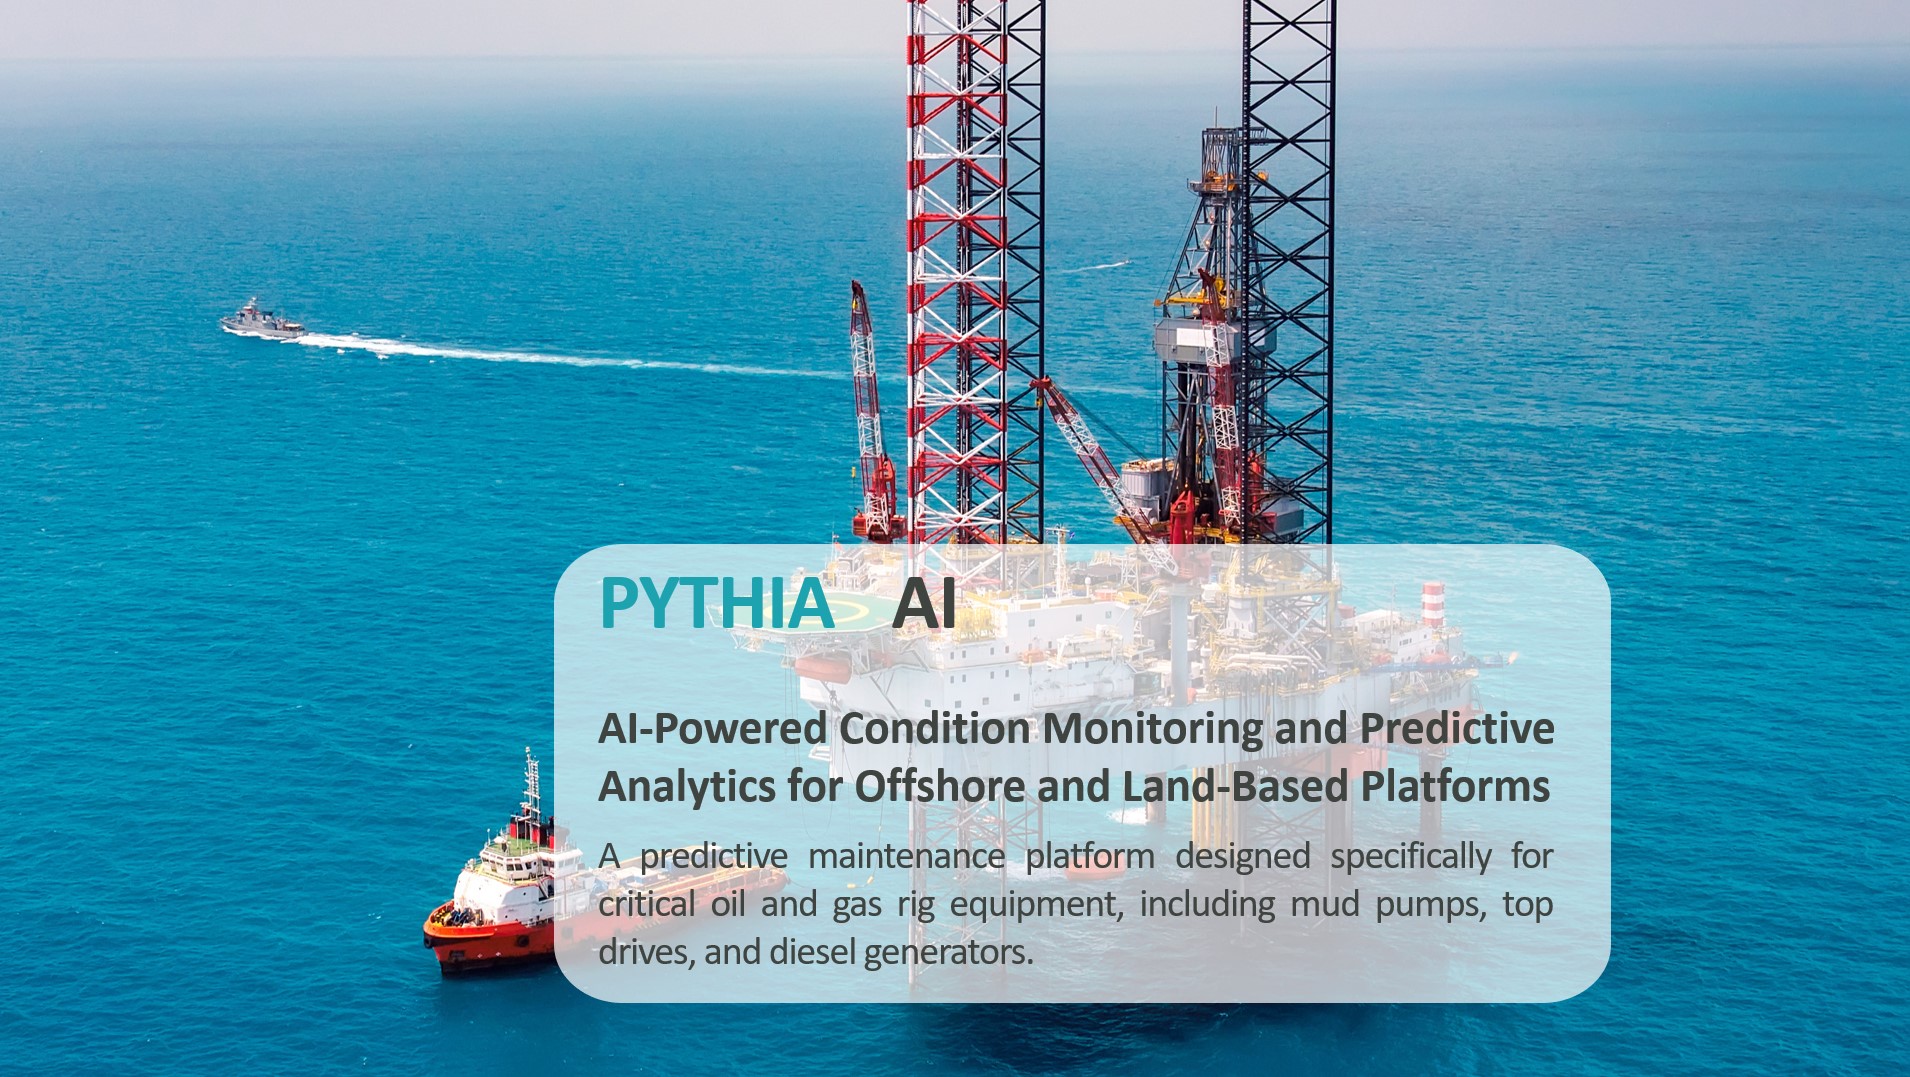 PYTHIA AI
AI-Powered Condition Monitoring and Predictive
Analytics for Offshore and Land-Based Platforms
A predictive maintenance platform designed specifically for
critical oil and gas rig equipment, including mud pumps, top
drives, and diesel generators.